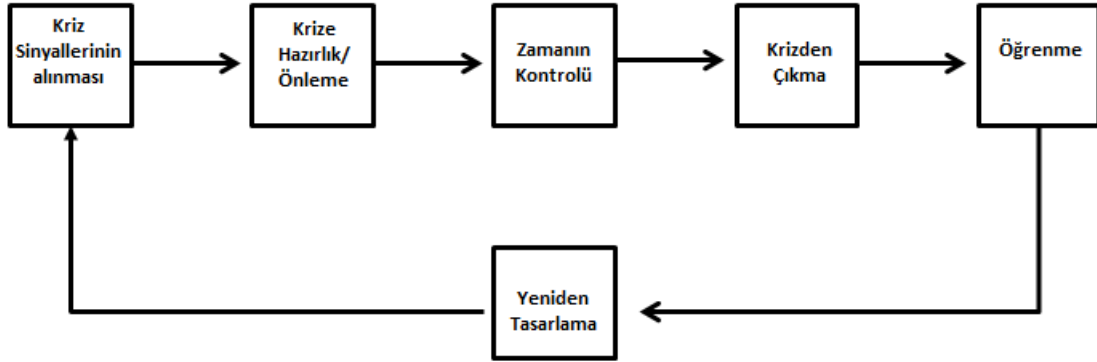 Kriz
Sinyallerinin
alınması
Krize
Hazırlık/
Önleme
Zamanın
Kontrolü
Krizden
Çıkma
Öğrenme
Yeniden
Tasarlama